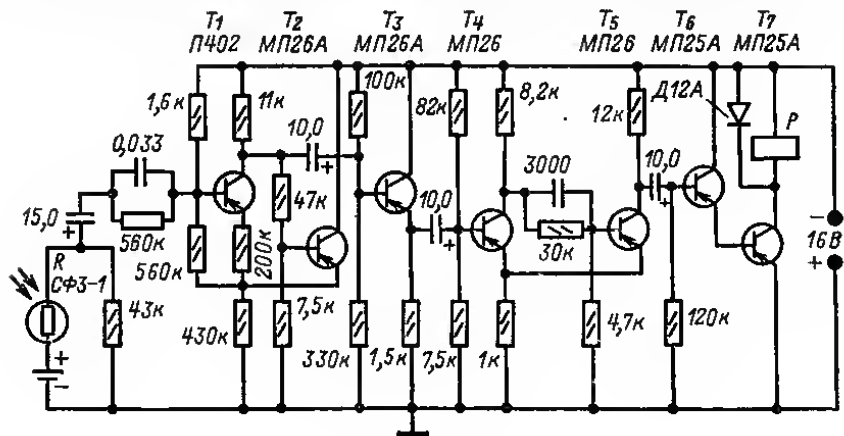 T1 T2 T3 T4 T5 T6 T7
П402 МП26А МП26А МП26 МП26 МП25А МП25А
100к
1,6к 11к 82к 8,2к 12к Д12А Р
0,033 10,0 3000 10,0
15,0 47к 10,0
560к 30к
560к 200к
R
СФ3-1
43к 430к 7,5к 330к 1,5к 7,5к 1к 4,7к 120к
+
−
−
16В
+